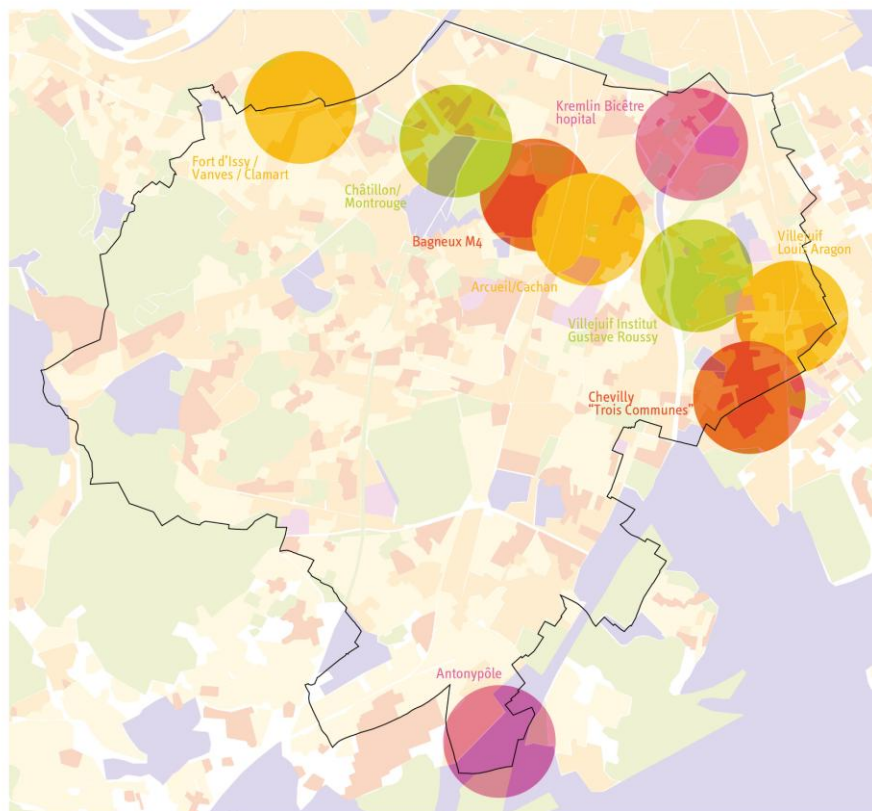 Kremlin Bicêtre
hopital
Fort d'Issy /
Vanves / Clamart
Châtillon/
Montrouge
Bagneux M4
Villejuif
Louis Aragon
Arcueil/Cachan
Villejuif Institut
Gustave Roussy
Chevilly
"Trois Communes"
Antonypôle